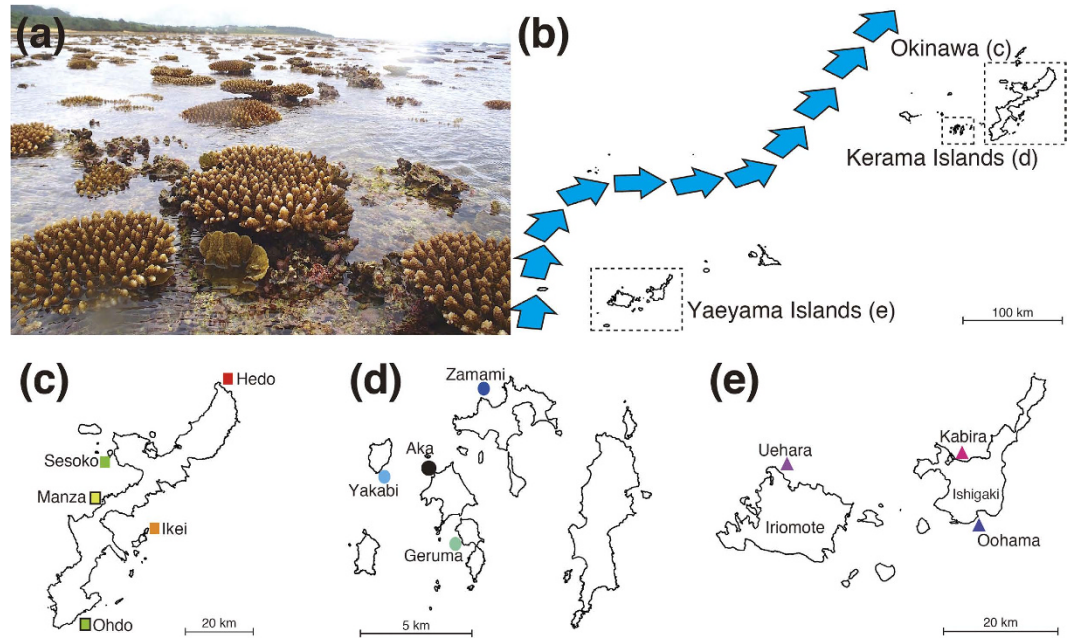 (a)
(b)
Okinawa (c)
Kerama Islands (d)
Yaeyama Islands (e)
100 km
(c)
Hedo
Sesoko
Manza
Ikei
Ohdo
20 km
(d)
Zamami
Aka
Yakabi
Geruma
5 km
(e)
Kabira
Uehara
Ishigaki
Iriomote
Oohama
20 km